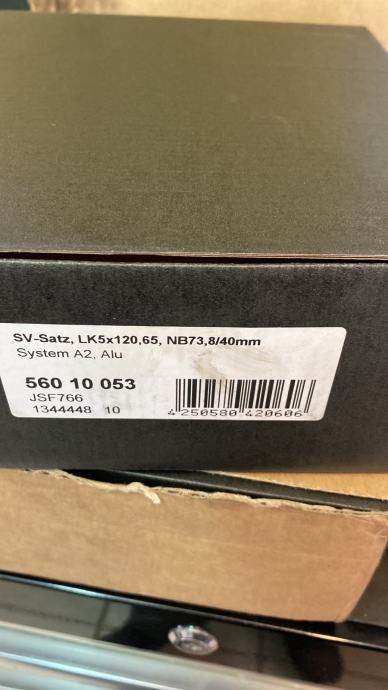 SV-Satz, LK5x120,65, NB73,8/40mm
System A2, Alu
560 10 053
JSF766
1344448 10
4 250580 420606